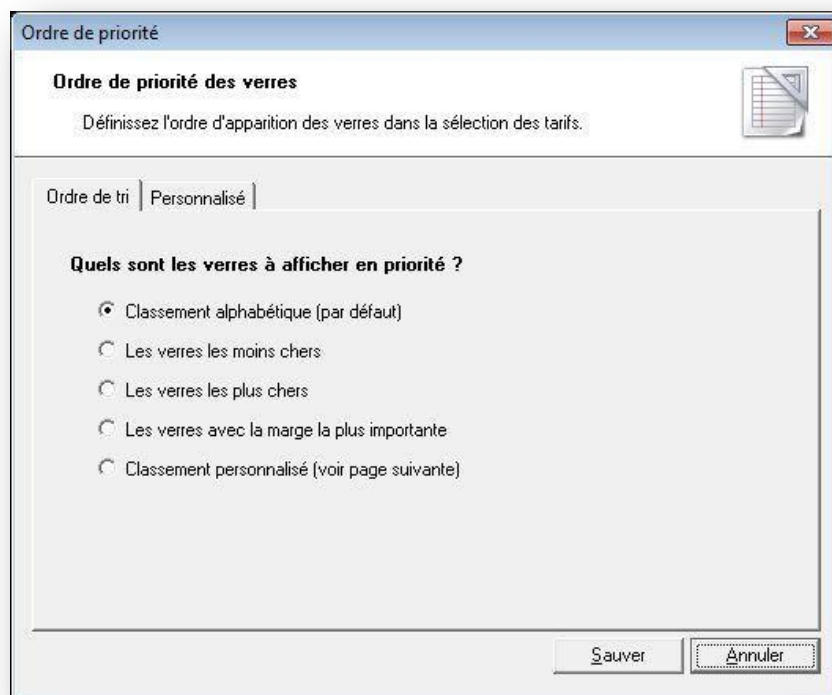 Ordre de priorité
Ordre de priorité des verres
Définissez l'ordre d'apparition des verres dans la sélection des tarifs.
Ordre de tri
Personnalisé
Quels sont les verres à afficher en priorité ?
Classement alphabétique (par défaut)
Les verres les moins chers
Les verres les plus chers
Les verres avec la marge la plus importante
Classement personnalisé (voir page suivante)
Sauver
Annuler